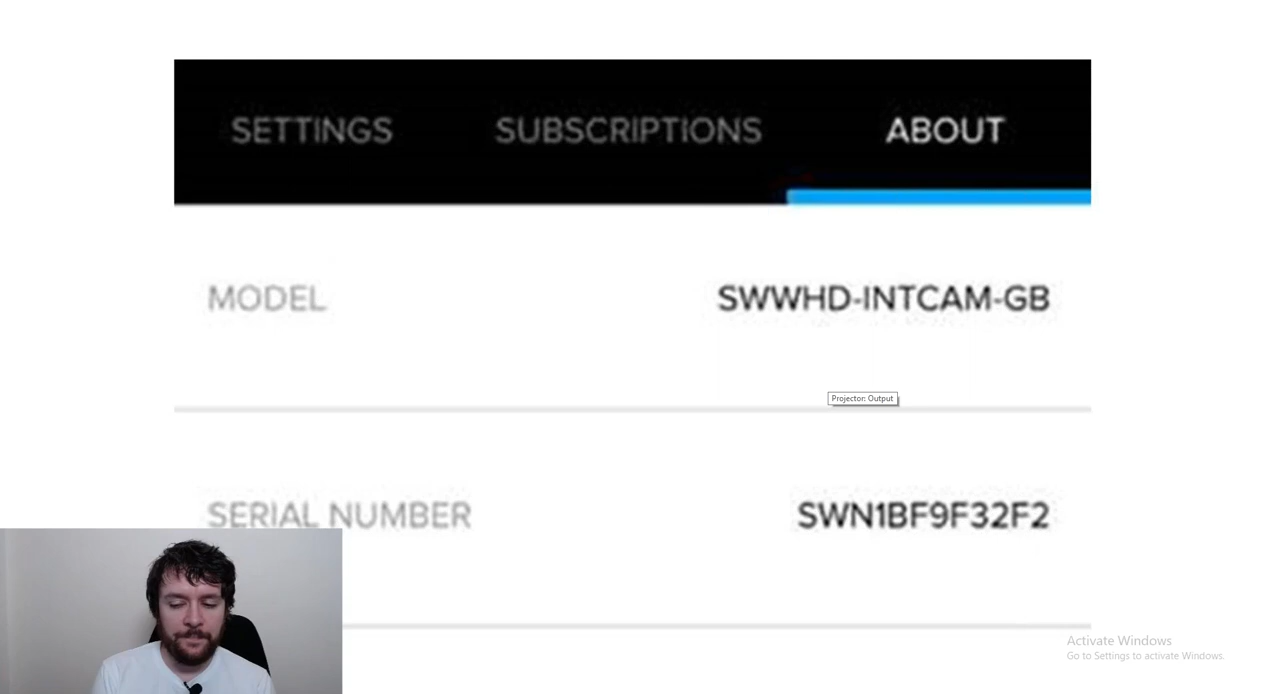 SETTINGS SUBSCRIPTIONS ABOUT
MODEL SWWHD-INTCAM-GB
Projector: Output
SERIAL NUMBER SWN1BF9F32F2
Activate Windows
Go to Settings to activate Windows.